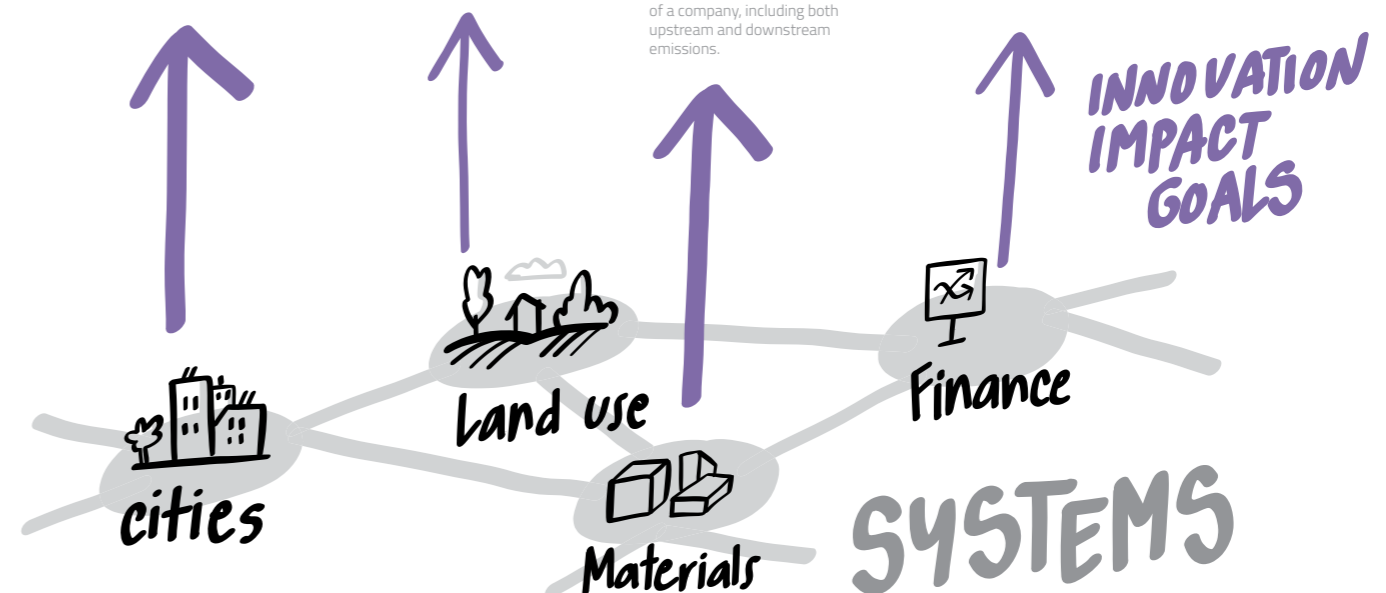 of a company, including both
upstream and downstream
emissions.
INNOVATION
IMPACT
GOALS
Land use
Finance
cities
Materials
SYSTEMS